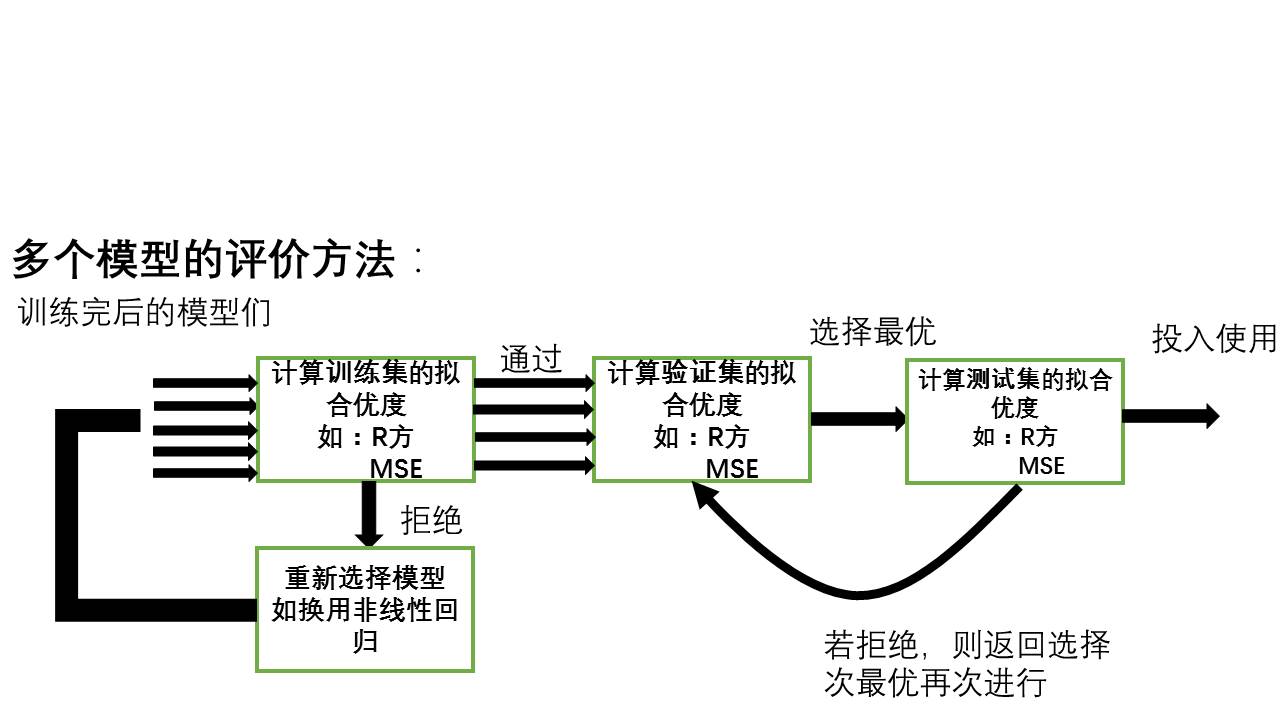 多个模型的评价方法：
训练完后的模型们
计算训练集的拟
合优度
如：R方
MSE
通过
计算验证集的拟
合优度
如：R方
MSE
选择最优
计算测试集的拟合
优度
如：R方
MSE
投入使用
拒绝
重新选择模型
如换用非线性回
归
若拒绝，则返回选择
次最优再次进行